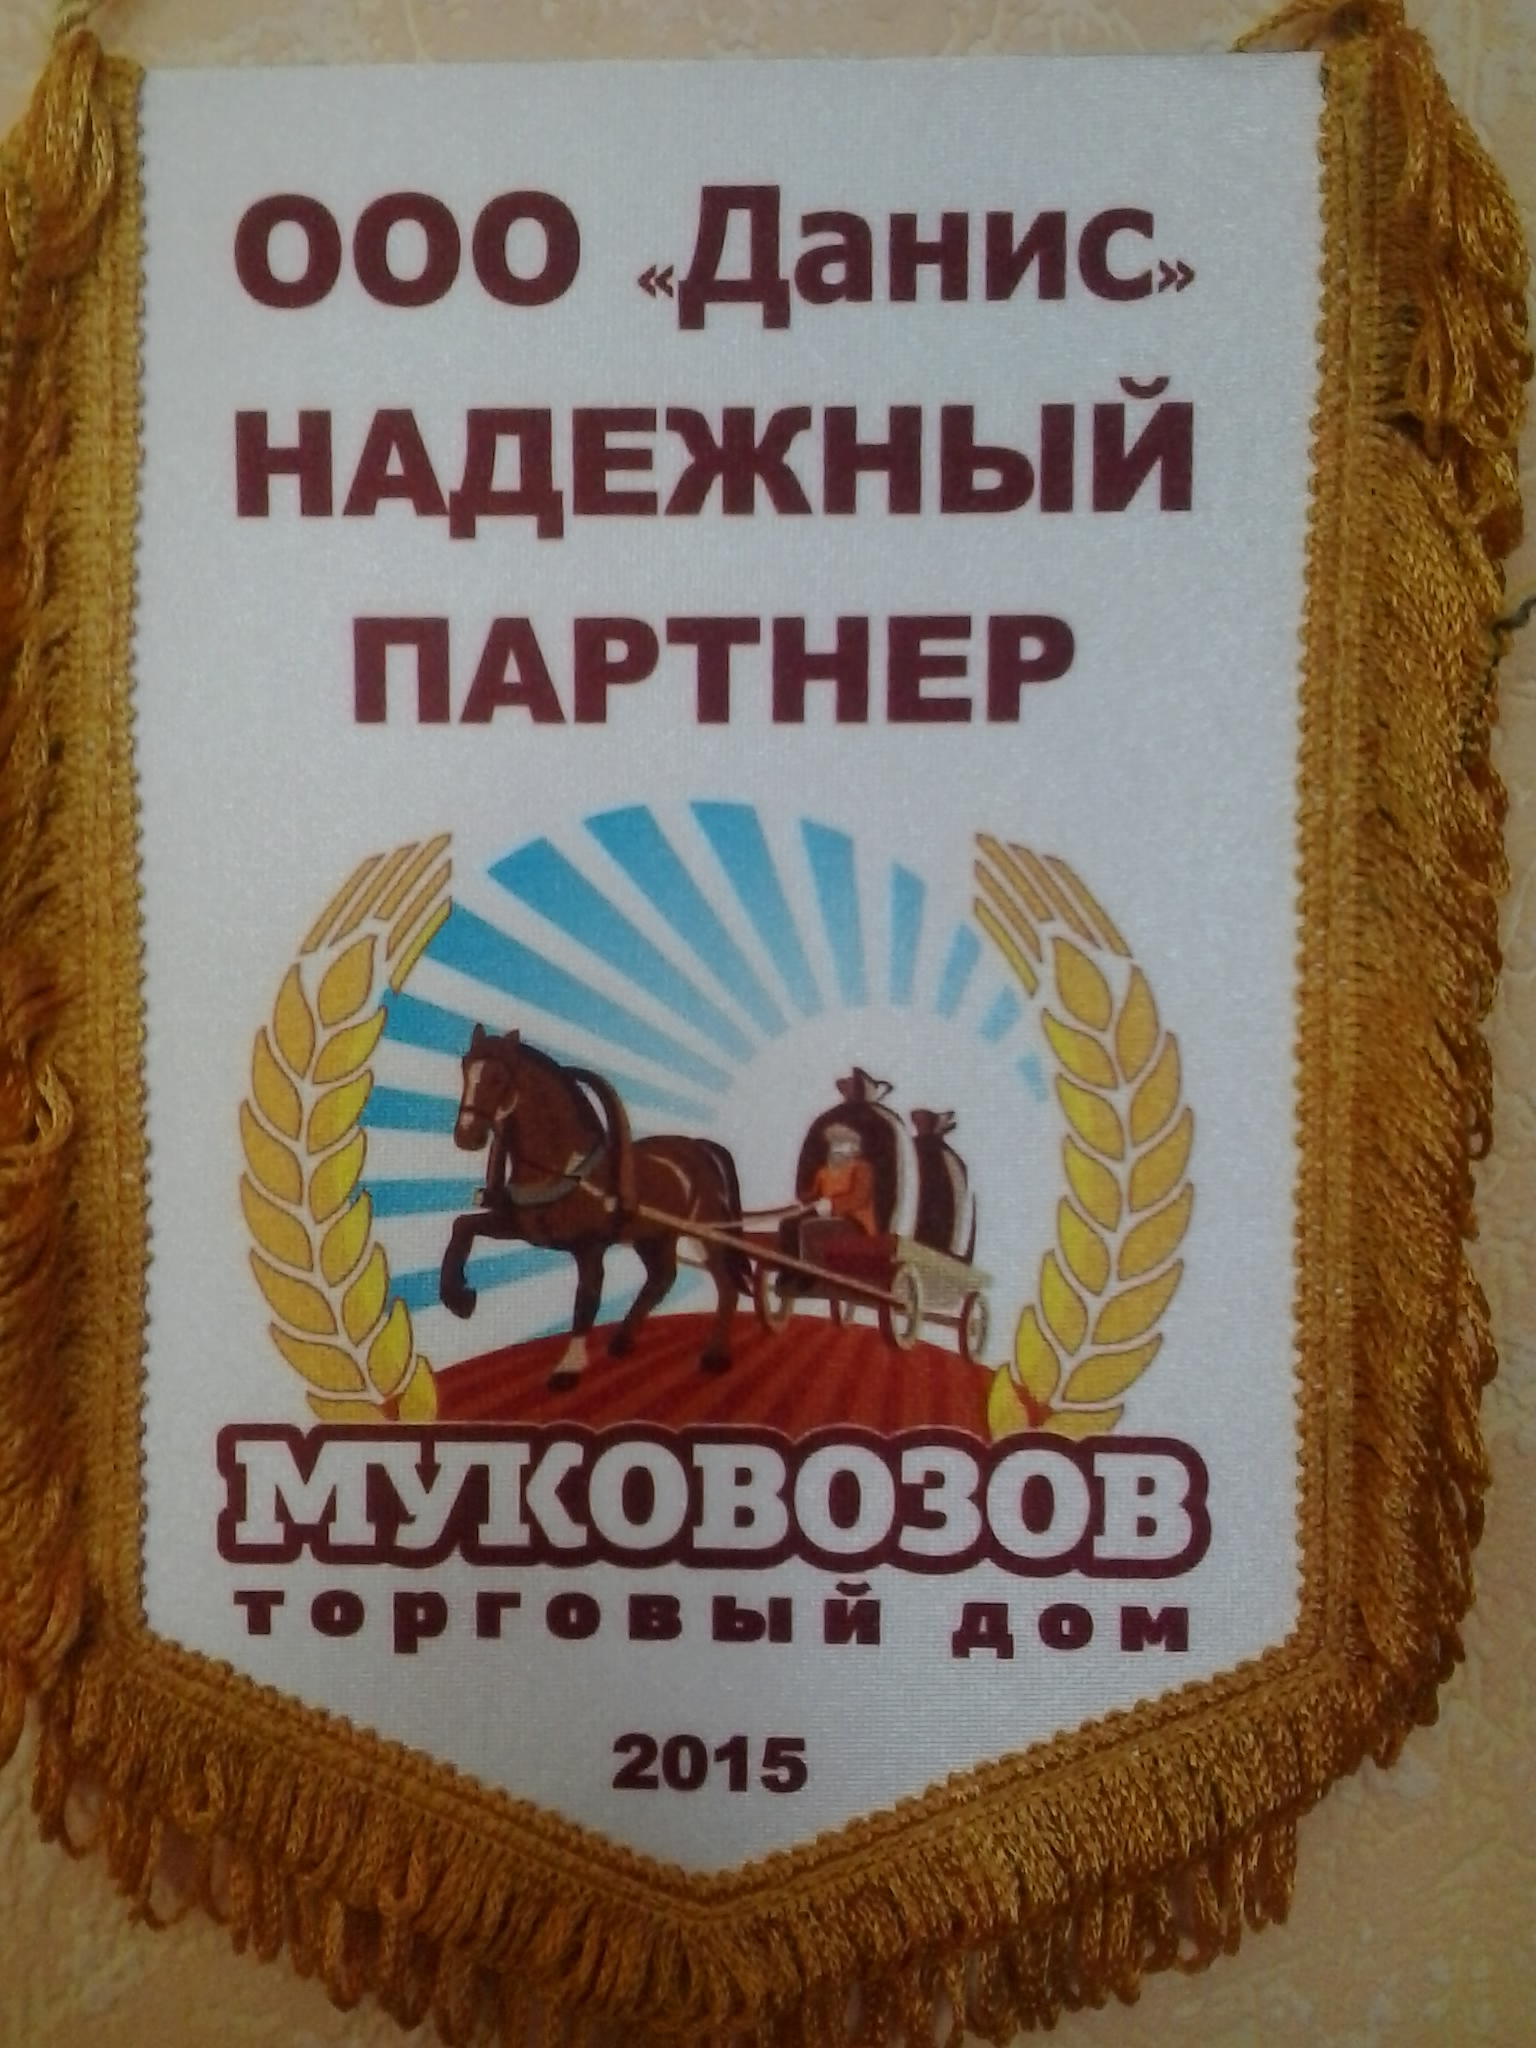 ООО «Данис»
НАДЕЖНЫЙ
ПАРТНЕР
МУКОВОЗОВ
торговый дом
2015